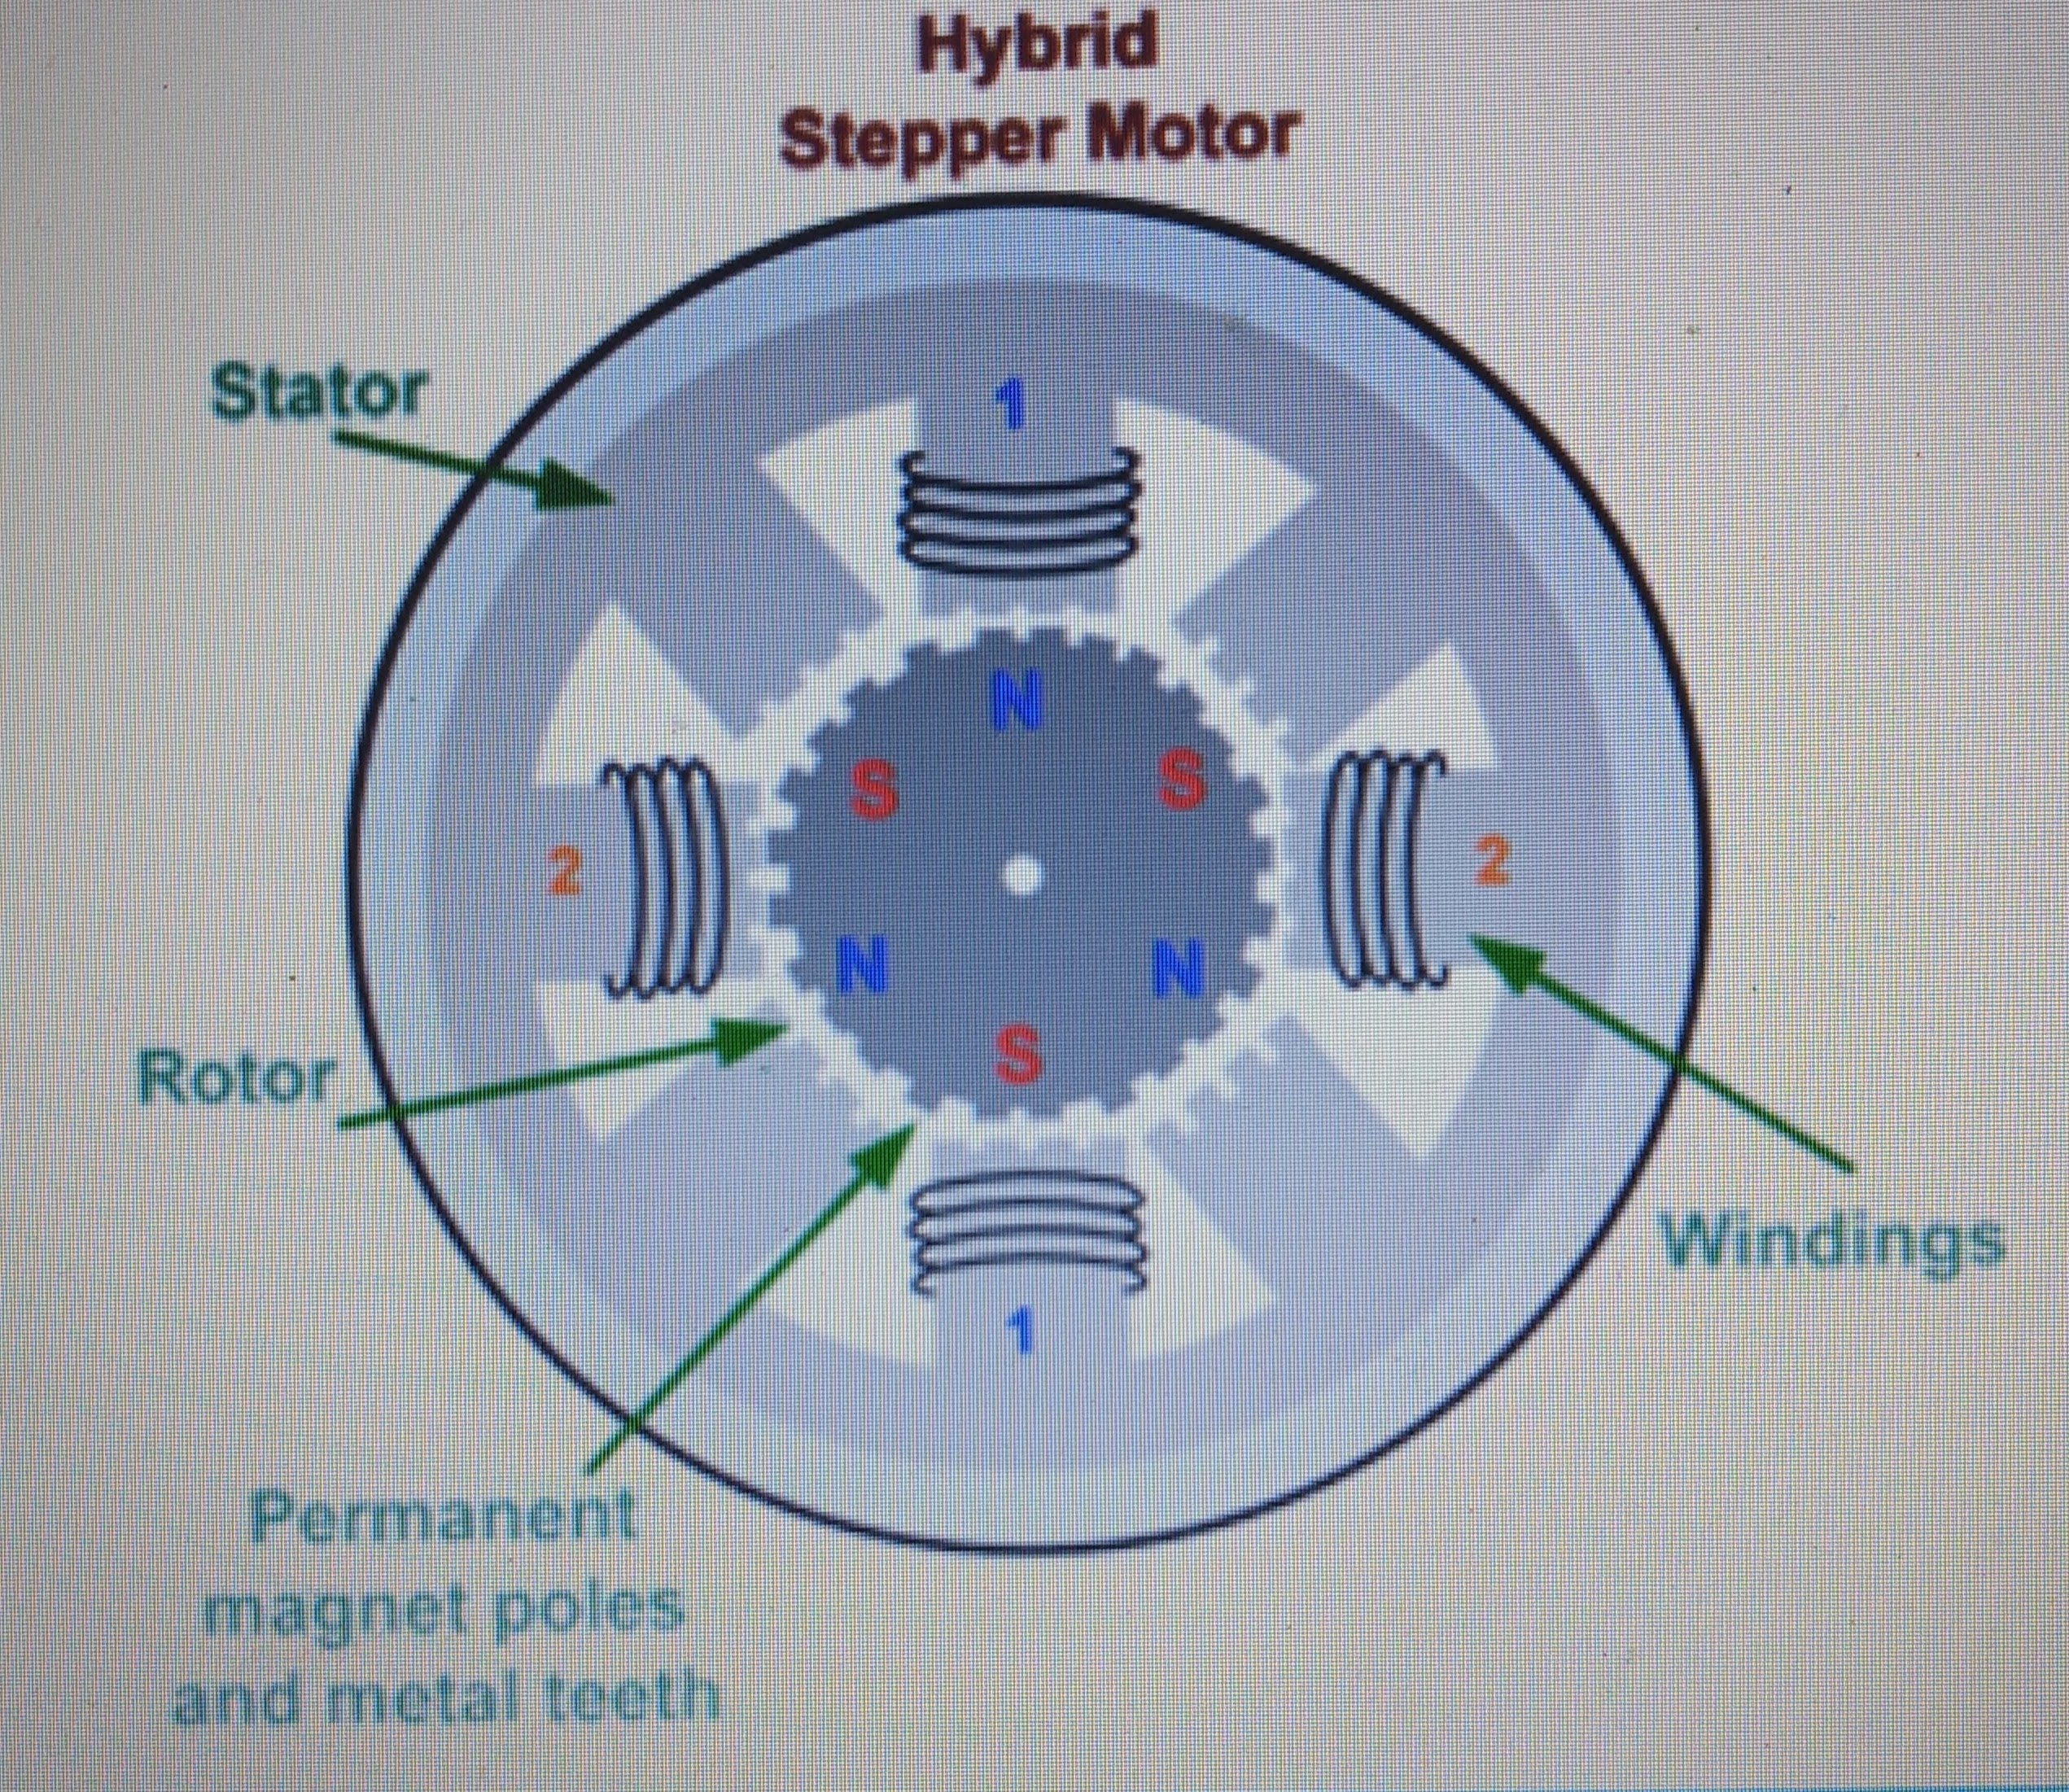 Hybrid
Stepper Motor
Stator
1
N
S S
2 2
N N
S
Rotor
Windings
1
Permanent
magnet poles
and metal teeth